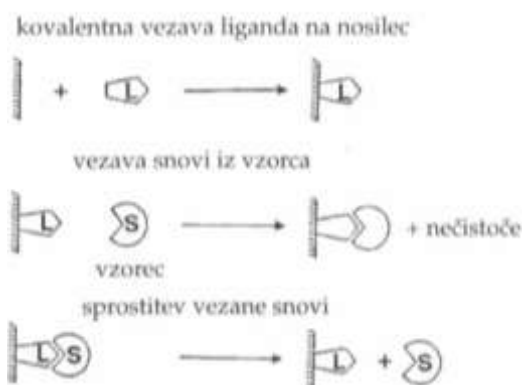 kovalentna vezava liganda na nosilec
+ L L
vezava snovi iz vzorca
L S + nečistoče
vzorec
sprostitev vezane snovi
L S L + S